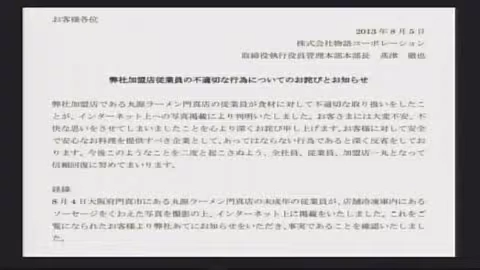 お客様各位
2013年8月5日
株式会社物語コーポレーション
取締役執行役員管理本部本部長　　津　徹也
弊社加盟店従業員の不適切な行為についてのお詫びとお知らせ
弊社加盟店である丸源ラーメン門真店の従業員が食材に対して不適切な取り扱いをしたこ
とが、インターネット上への写真掲載により判明いたしました。お客さまには大変不安、不
快な思いをさせてしまいましたことを心より深くお詫び申し上げます。お客様に対して安全
で安心なお料理を提供すべき企業として、あってはならない行為であると深く反省をしてお
ります。今後このようなことを二度と起こさぬよう、全社員、従業員、加盟店一丸となって
信頼回復に努めてまいります。
経緯
8月4日大阪府門真市にある丸源ラーメン門真店の未成年の従業員が、店舗冷凍庫内にある
ソーセージをくわえた写真を撮影の上、インターネット上に掲載をいたしました。これをご
覧になられたお客様より弊社あてにお知らせをいただき、事実であることを確認いたしまし
た。